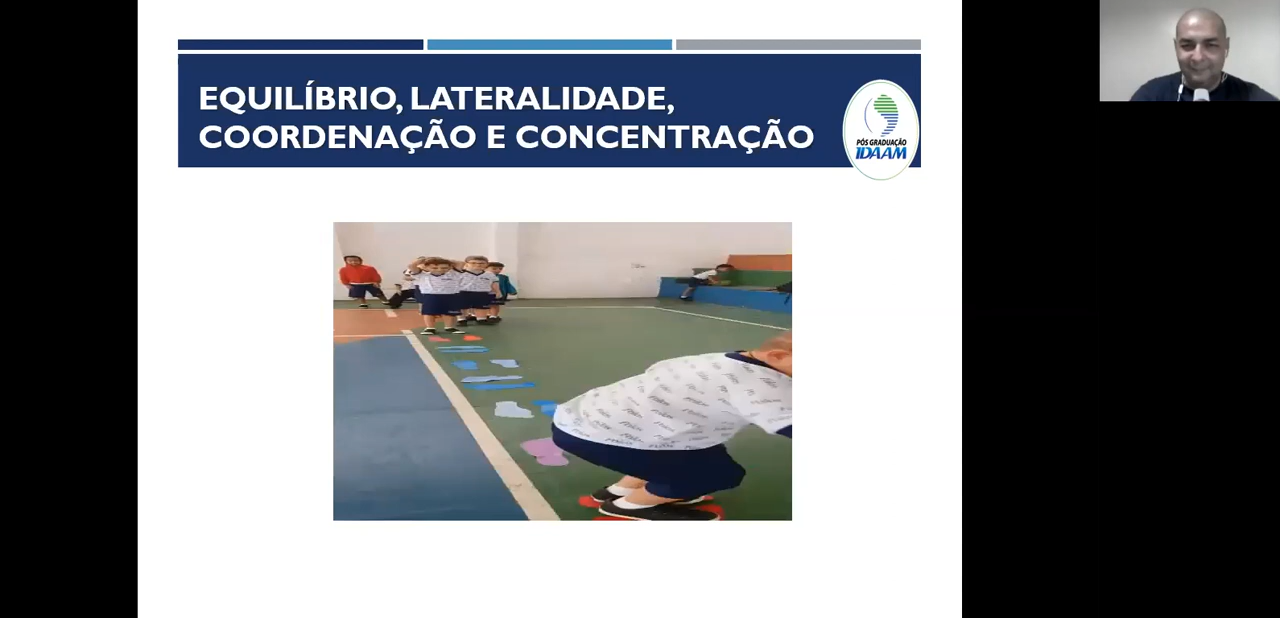 EQUILÍBRIO, LATERALIDADE,
COORDENAÇÃO E CONCENTRAÇÃO
PÓS GRADUAÇÃO
IDAAM